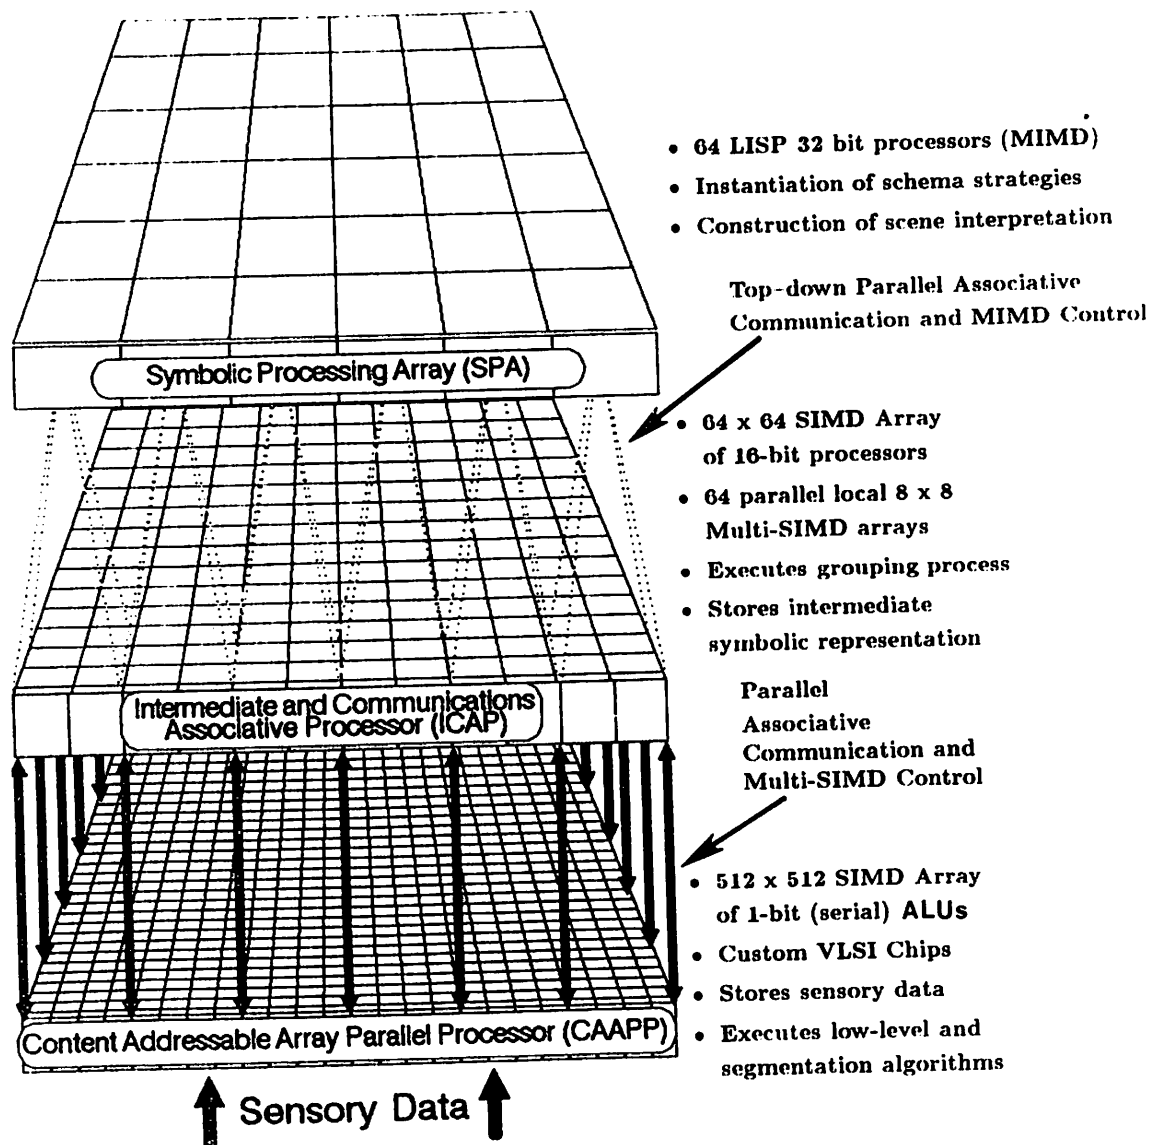 • 64 LISP 32 bit processors (MIMD)
• Instantiation of schema strategies
• Construction of scene interpretation
Top-down Parallel Associative
Communication and MIMD Control
Symbolic Processing Array (SPA)
• 64 x 64 SIMD Array
of 16-bit processors
• 64 parallel local 8 x 8
Multi-SIMD arrays
• Executes grouping process
• Stores intermediate
symbolic representation
Intermediate and Communications
Associative Processor (ICAP)
Parallel
Associative
Communication and
Multi-SIMD Control
• 512 x 512 SIMD Array
of 1-bit (serial) ALUs
• Custom VLSI Chips
• Stores sensory data
• Executes low-level and
segmentation algorithms
Content Addressable Array Parallel Processor (CAAPP)
Sensory Data